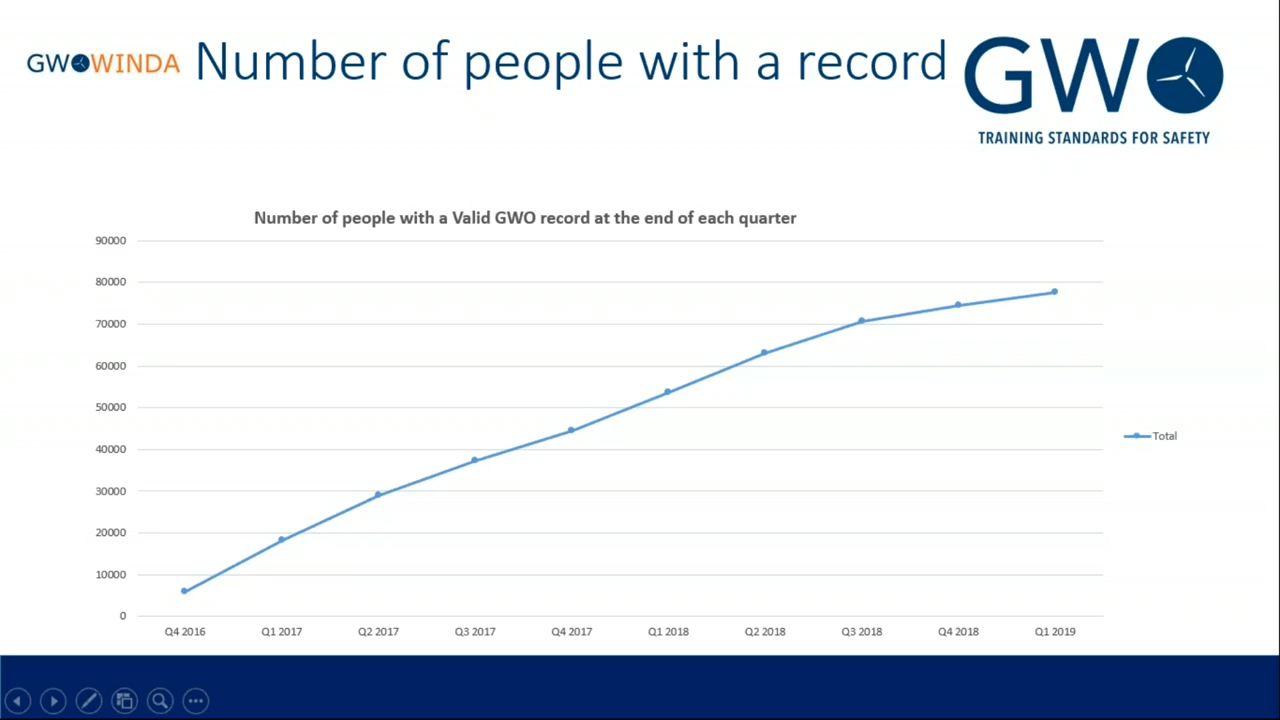 GWOWINDA
Number of people with a record
GWO
TRAINING STANDARDS FOR SAFETY
Number of people with a Valid GWO record at the end of each quarter
90000
80000
70000
60000
50000
40000
30000
20000
10000
0
Total
Q4 2016 Q1 2017 Q2 2017 Q3 2017 Q4 2017 Q1 2018 Q2 2018 Q3 2018 Q4 2018 Q1 2019